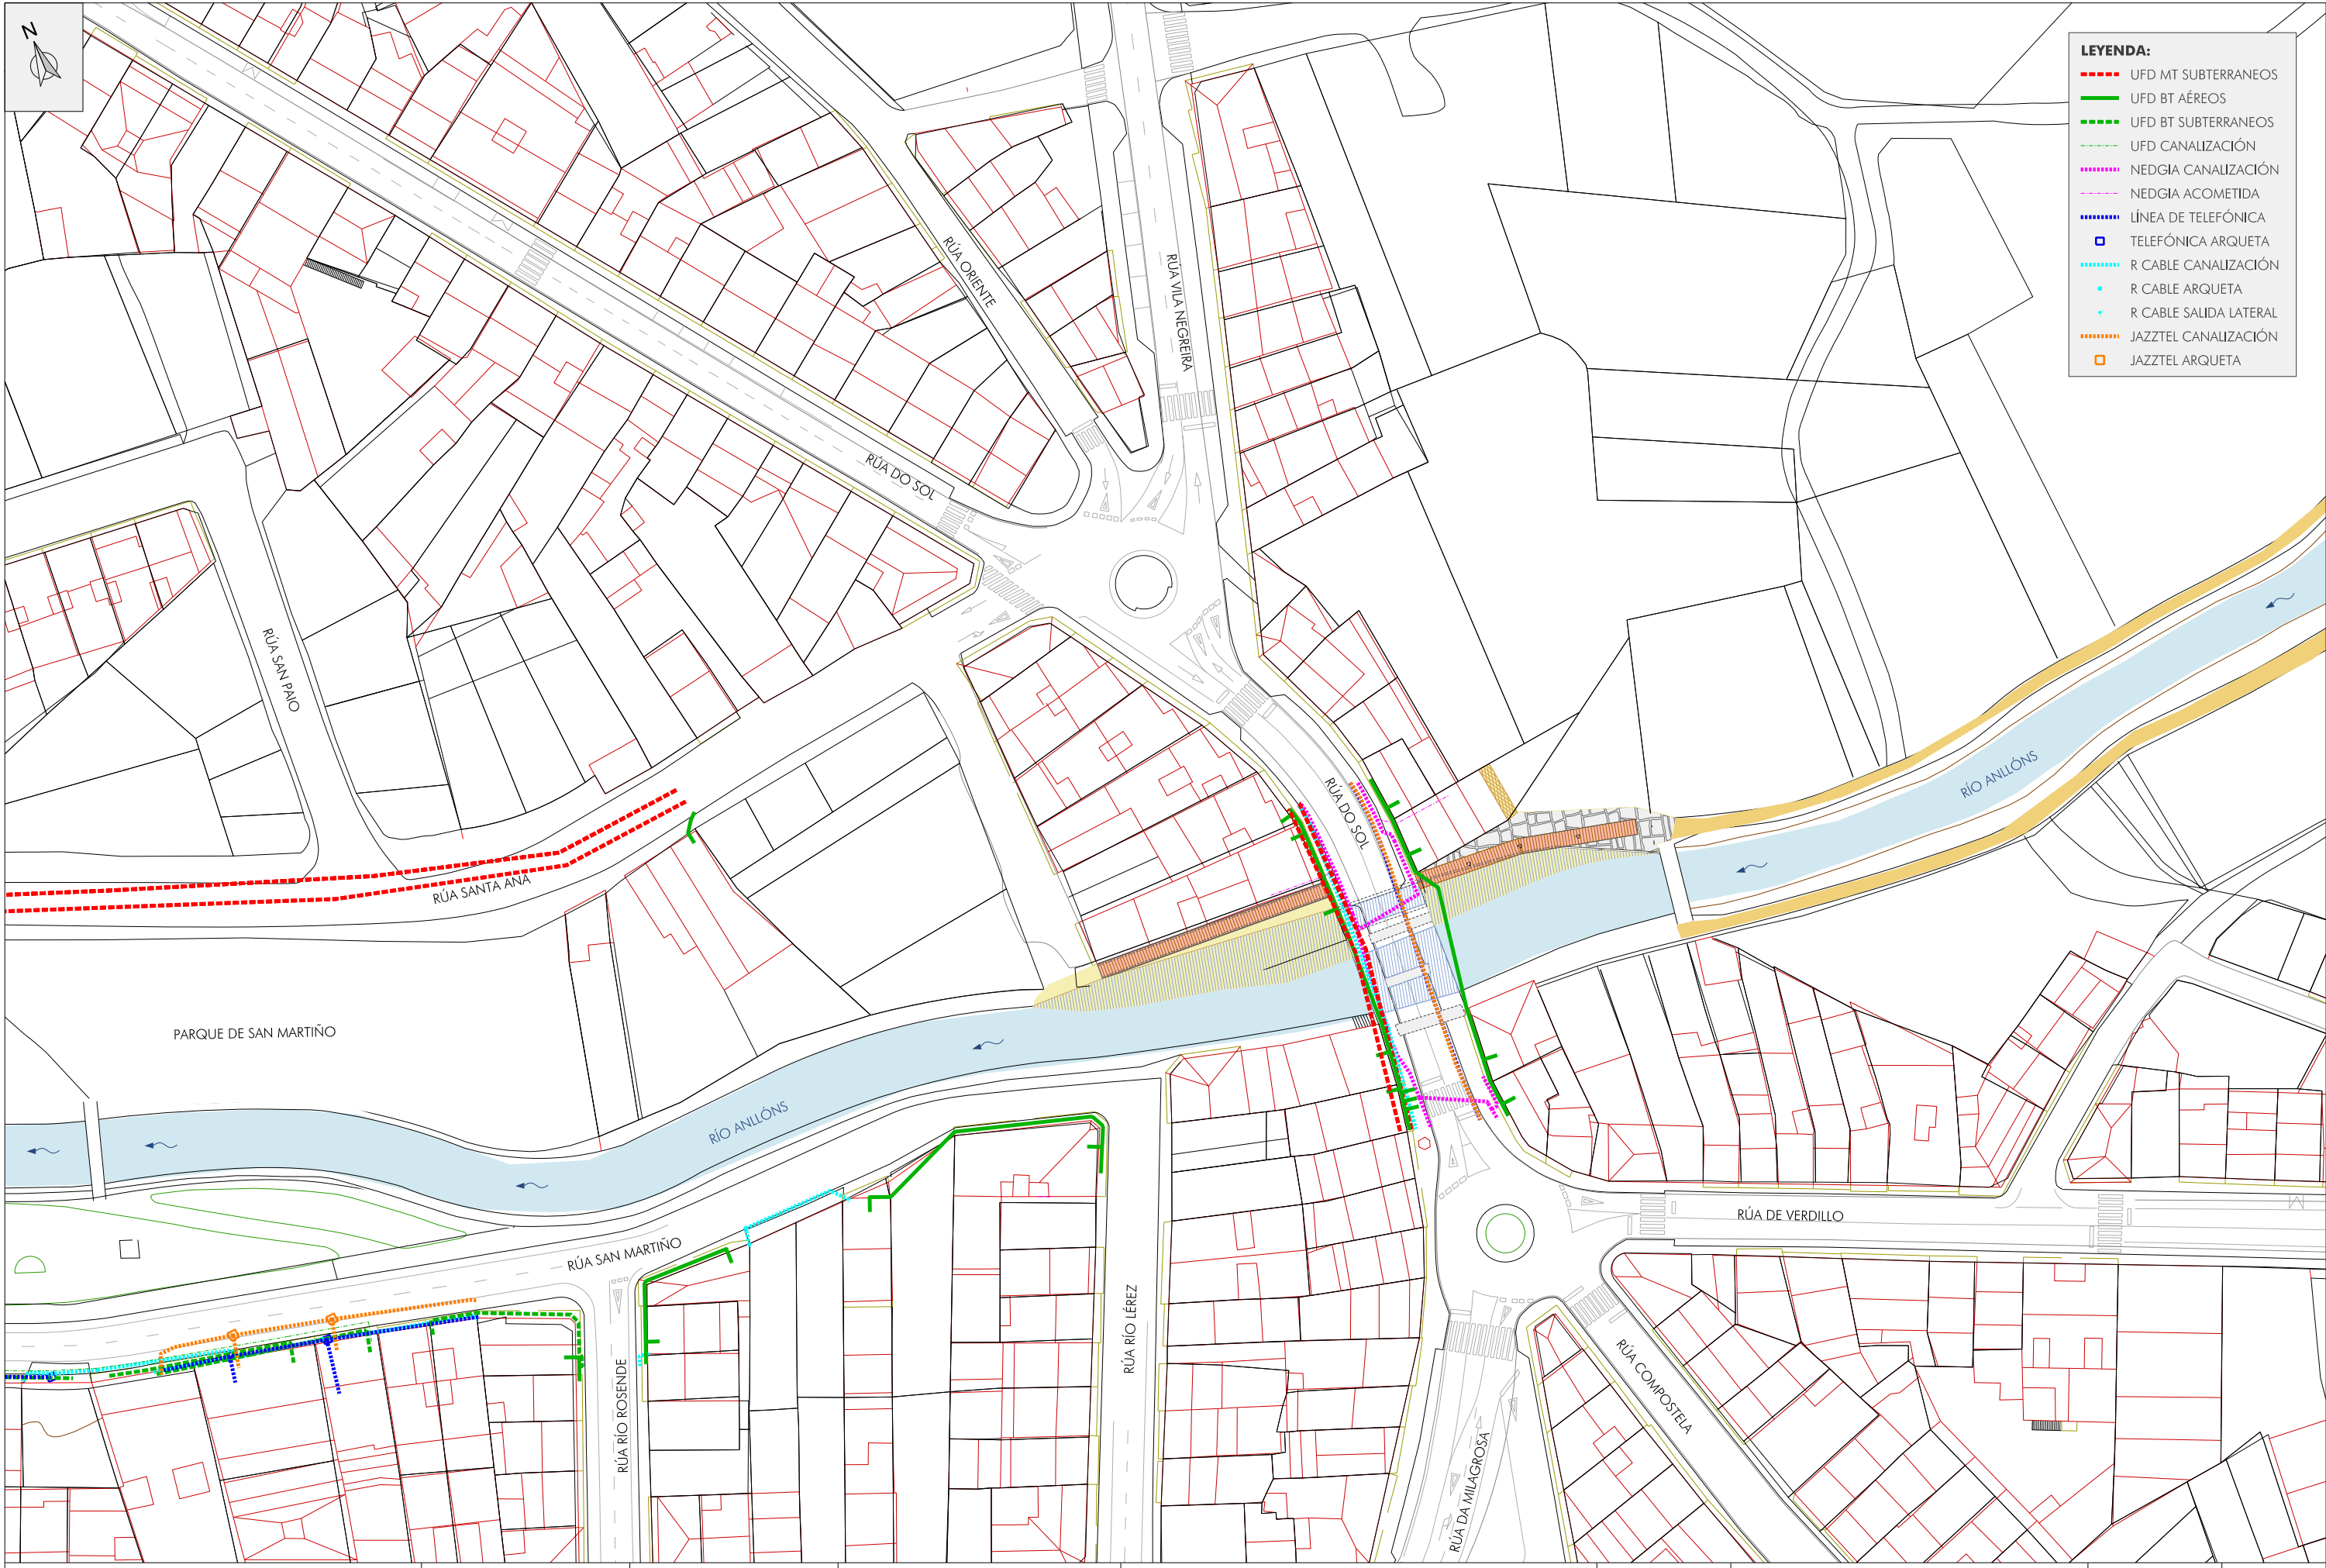 N
LEYENDA:
UFD MT SUBTERRANEOS
UFD BT AÉREOS
UFD BT SUBTERRANEOS
UFD CANALIZACIÓN
NEDGIA CANALIZACIÓN
NEDGIA ACOMETIDA
LÍNEA DE TELEFÓNICA
TELEFÓNICA ARQUETA
R CABLE CANALIZACIÓN
R CABLE ARQUETA
R CABLE SALIDA LATERAL
JAZZTEL CANALIZACIÓN
JAZZTEL ARQUETA
RÚA ORIENTE
RÚA VILA NEGREIRA
RÚA DO SOL
RÚA SAN PAIO
RÚA DO SOL
RÍO ANLLÓNS
RÚA SANTA ANA
PARQUE DE SAN MARTIÑO
RÍO ANLLÓNS
RÚA DE VERDILLO
RÚA SAN MARTIÑO
RÚA RÍO LÉREZ
RÚA RÍO ROSENDE
RÚA COMPOSTELA
RÚA DA MILAGROSA